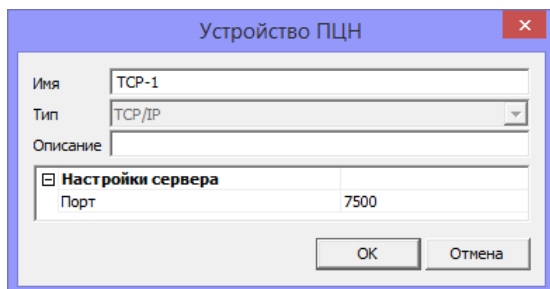 Устройство ПЦН
Имя TCP-1
Тип TCP/IP
Описание
Настройки сервера
Порт 7500
OK Отмена